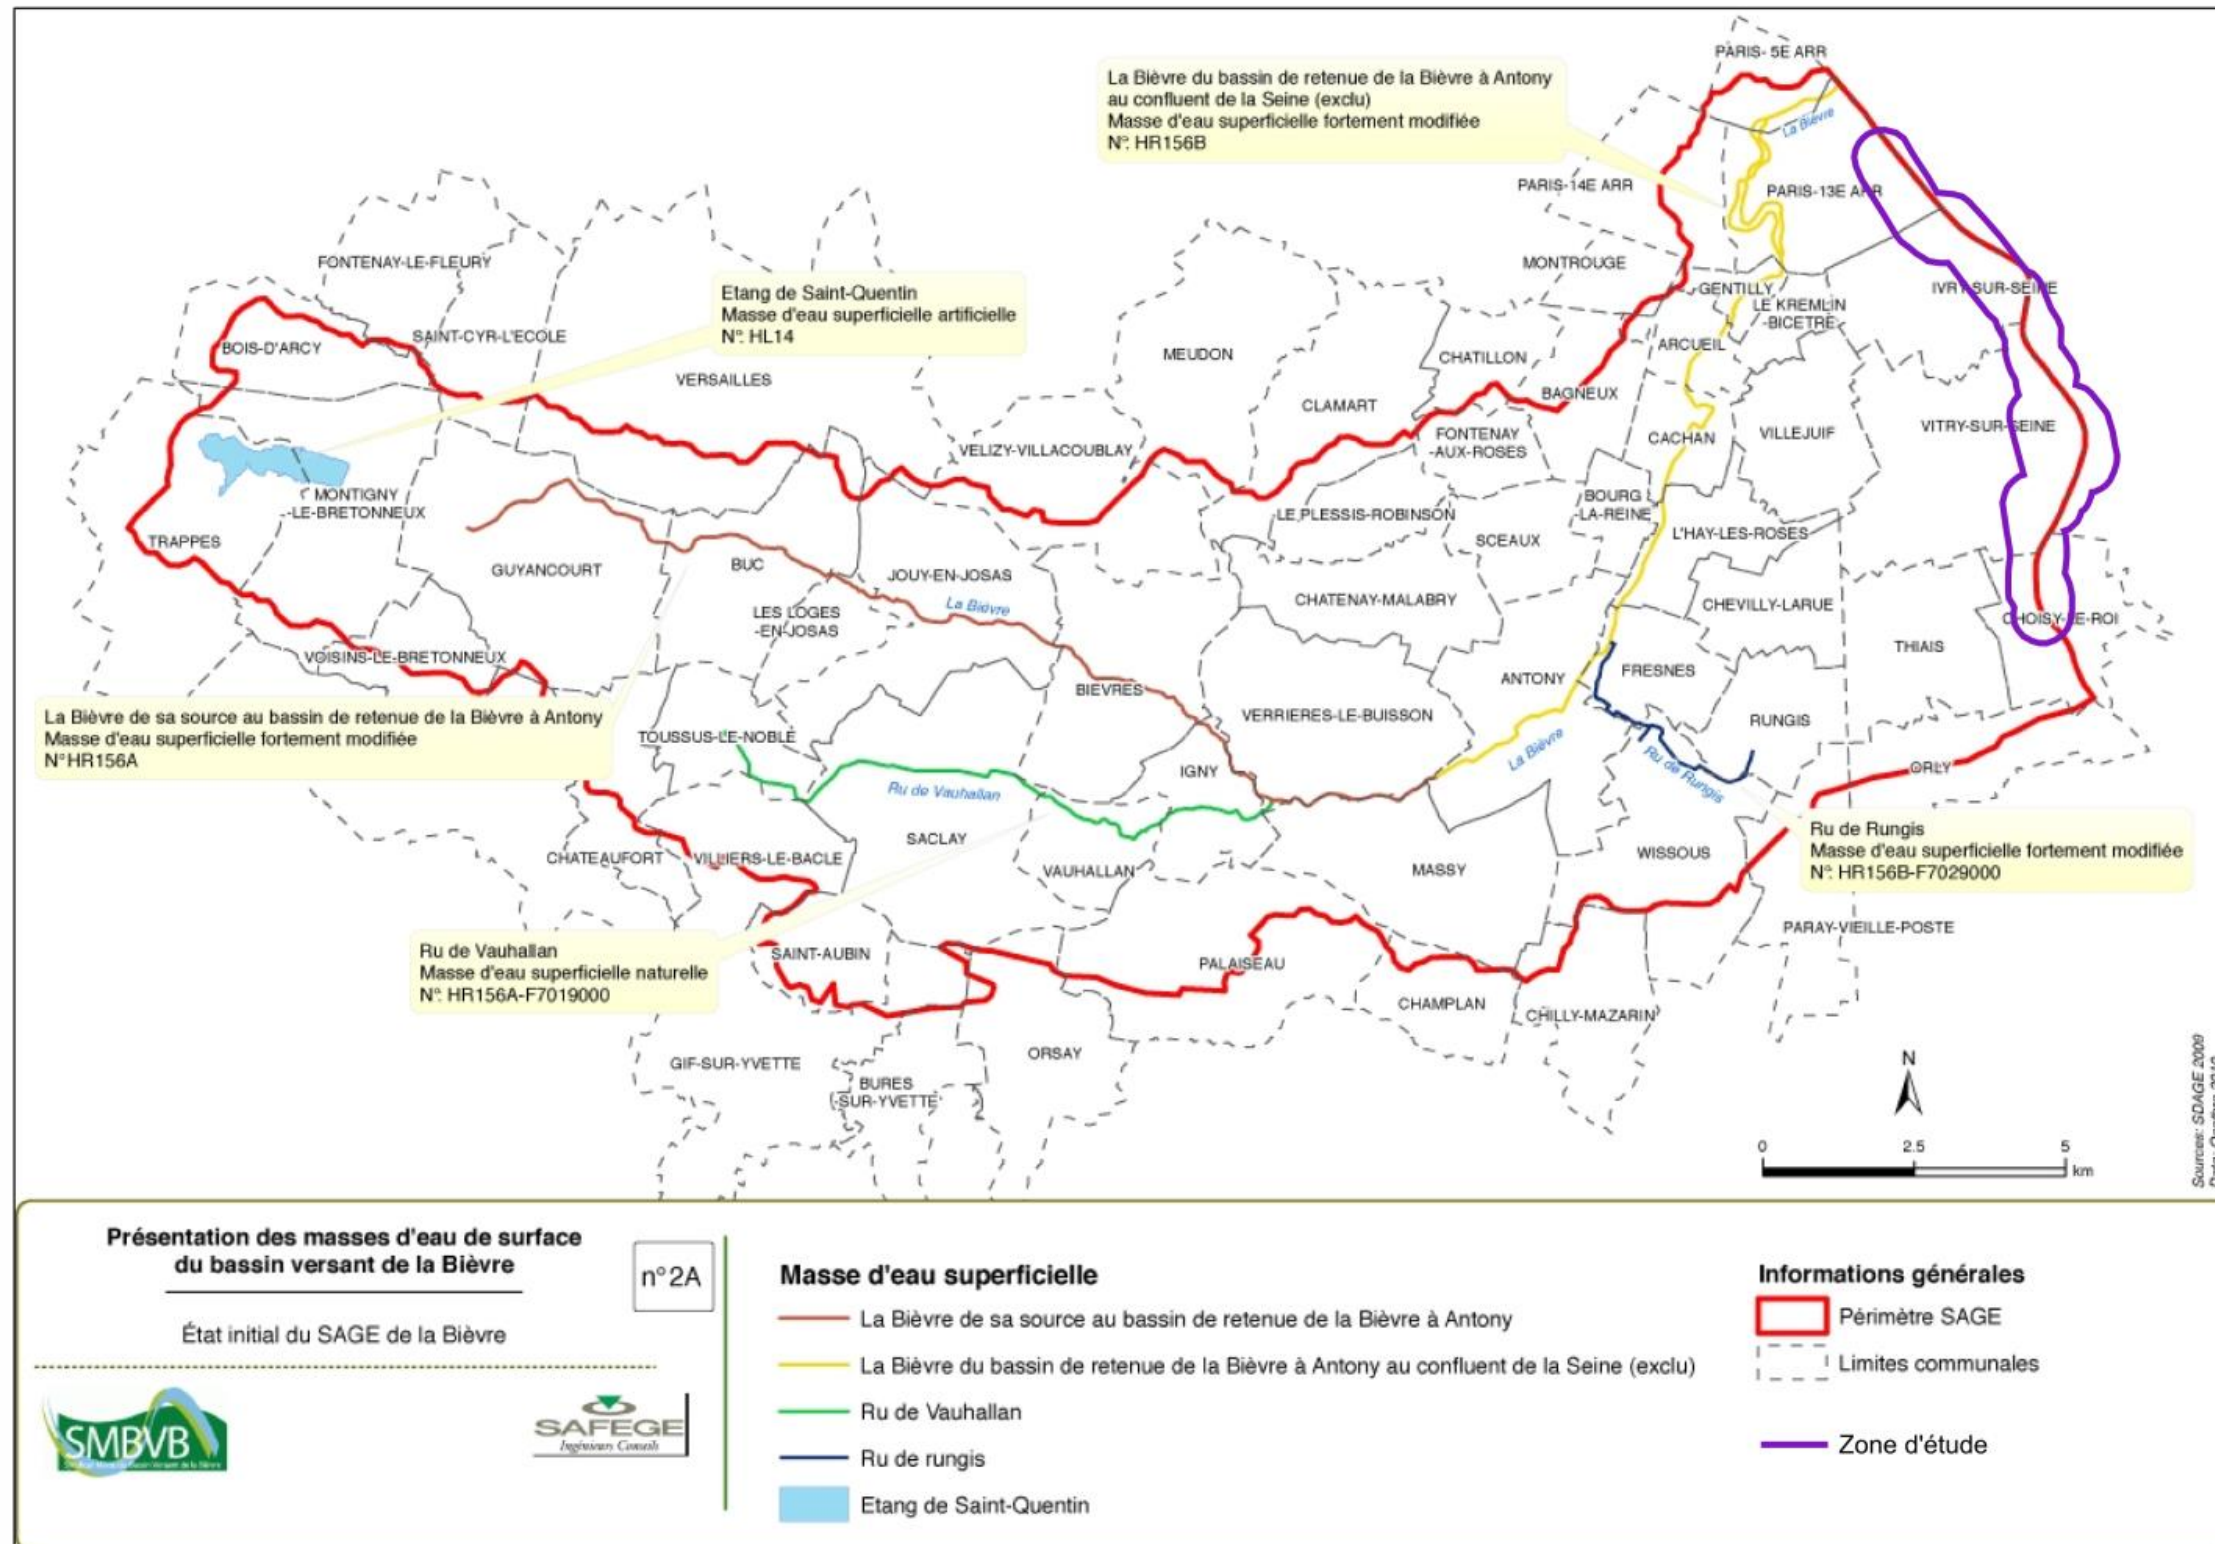 PARIS- 5E ARR
La Bièvre du bassin de retenue de la Bièvre à Antony
au confluent de la Seine (exclu)
Masse d'eau superficielle fortement modifiée
N°: HR156B
La Bièvre
PARIS-14E ARR
PARIS-13E ARR
FONTENAY-LE-FLEURY
MONTROUGE
Etang de Saint-Quentin
Masse d'eau superficielle artificielle
N°: HL14
GENTILLY
IVRY-SUR-SEINE
LE KREMLIN
-BICETRE
SAINT-CYR-L'ECOLE
BOIS-D'ARCY
ARCUEIL
MEUDON
CHATILLON
VERSAILLES
BAGNEUX
CLAMART
VELIZY-VILLACOUBLAY
FONTENAY
-AUX-ROSES
CACHAN
VILLEJUIF
VITRY-SUR-SEINE
MONTIGNY
-LE-BRETONNEUX
BOURG
-LA-REINE
LE PLESSIS-ROBINSON
SCEAUX
L'HAY-LES-ROSES
TRAPPES
GUYANCOURT
BUC
JOUY-EN-JOSAS
La Bièvre
CHATENAY-MALABRY
CHEVILLY-LARUE
LES LOGES
-EN-JOSAS
CHOISY-LE-ROI
THIAIS
VOISINS-LE-BRETONNEUX
ANTONY
FRESNES
BIEVRES
VERRIERES-LE-BUISSON
RUNGIS
La Bièvre de sa source au bassin de retenue de la Bièvre à Antony
Masse d'eau superficielle fortement modifiée
N°HR156A
TOUSSUS-LE-NOBLE
La Bièvre
Ru de Rungis
IGNY
ORLY
Ru de Vauhallan
SACLAY
Ru de Rungis
Masse d'eau superficielle fortement modifiée
N°: HR156B-F7029000
CHATEAUFORT
VILLIERS-LE-BACLE
VAUHALLAN
MASSY
WISSOUS
PARAY-VIEILLE-POSTE
Ru de Vauhallan
Masse d'eau superficielle naturelle
N°: HR156A-F7019000
SAINT-AUBIN
PALAISEAU
CHAMPLAN
CHILLY-MAZARIN
GIF-SUR-YVETTE
BURES
-SUR-YVETTE
ORSAY
N
0 2.5 5
km
Sources: SDAGE 2009
Présentation des masses d'eau de surface
du bassin versant de la Bièvre
n°2A
État initial du SAGE de la Bièvre
SMBVB
SAFEGE
Ingénieurs Conseils
Masse d'eau superficielle
La Bièvre de sa source au bassin de retenue de la Bièvre à Antony
La Bièvre du bassin de retenue de la Bièvre à Antony au confluent de la Seine (exclu)
Ru de Vauhallan
Ru de rungis
Etang de Saint-Quentin
Informations générales
Périmètre SAGE
Limites communales
Zone d'étude